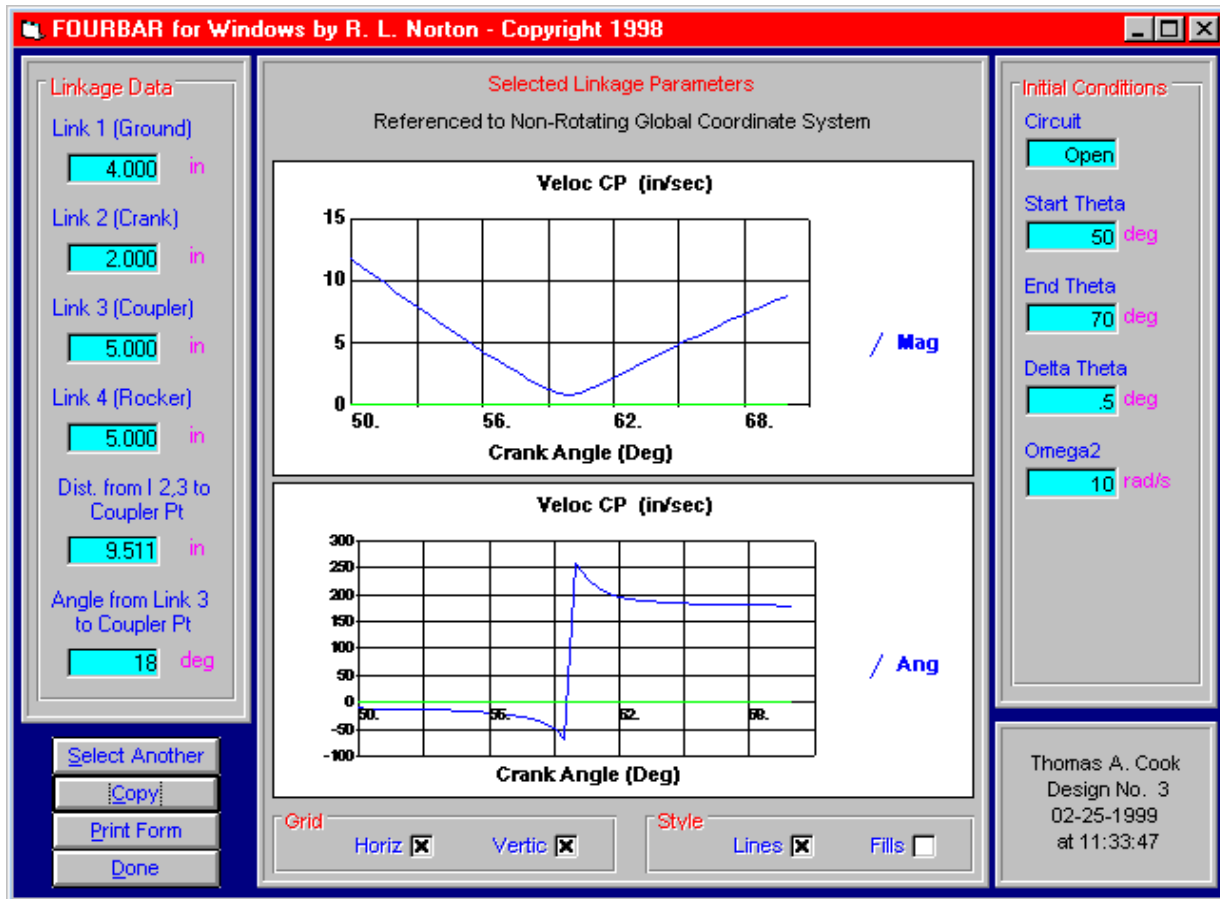 FOURBAR for Windows by R. L. Norton - Copyright 1998
Linkage Data
Link 1 (Ground)
4.000 in
Link 2 (Crank)
2.000 in
Link 3 (Coupler)
5.000 in
Link 4 (Rocker)
5.000 in
Dist. from I 2,3 to
Coupler Pt
9.511 in
Angle from Link 3
to Coupler Pt
18 deg
Select Another
Copy
Print Form
Done
Selected Linkage Parameters
Referenced to Non-Rotating Global Coordinate System
Veloc CP (in/sec)
15
10
5
0
50. 56. 62. 68.
Crank Angle (Deg)
/ Mag
Veloc CP (in/sec)
300
250
200
150
100
50
0
50. 56. 62. 68.
-50
-100
Crank Angle (Deg)
/ Ang
Grid
Horiz Vertic
Style
Lines Fills
Initial Conditions
Circuit
Open
Start Theta
50 deg
End Theta
70 deg
Delta Theta
.5 deg
Omega2
10 rad/s
Thomas A. Cook
Design No. 3
02-25-1999
at 11:33:47